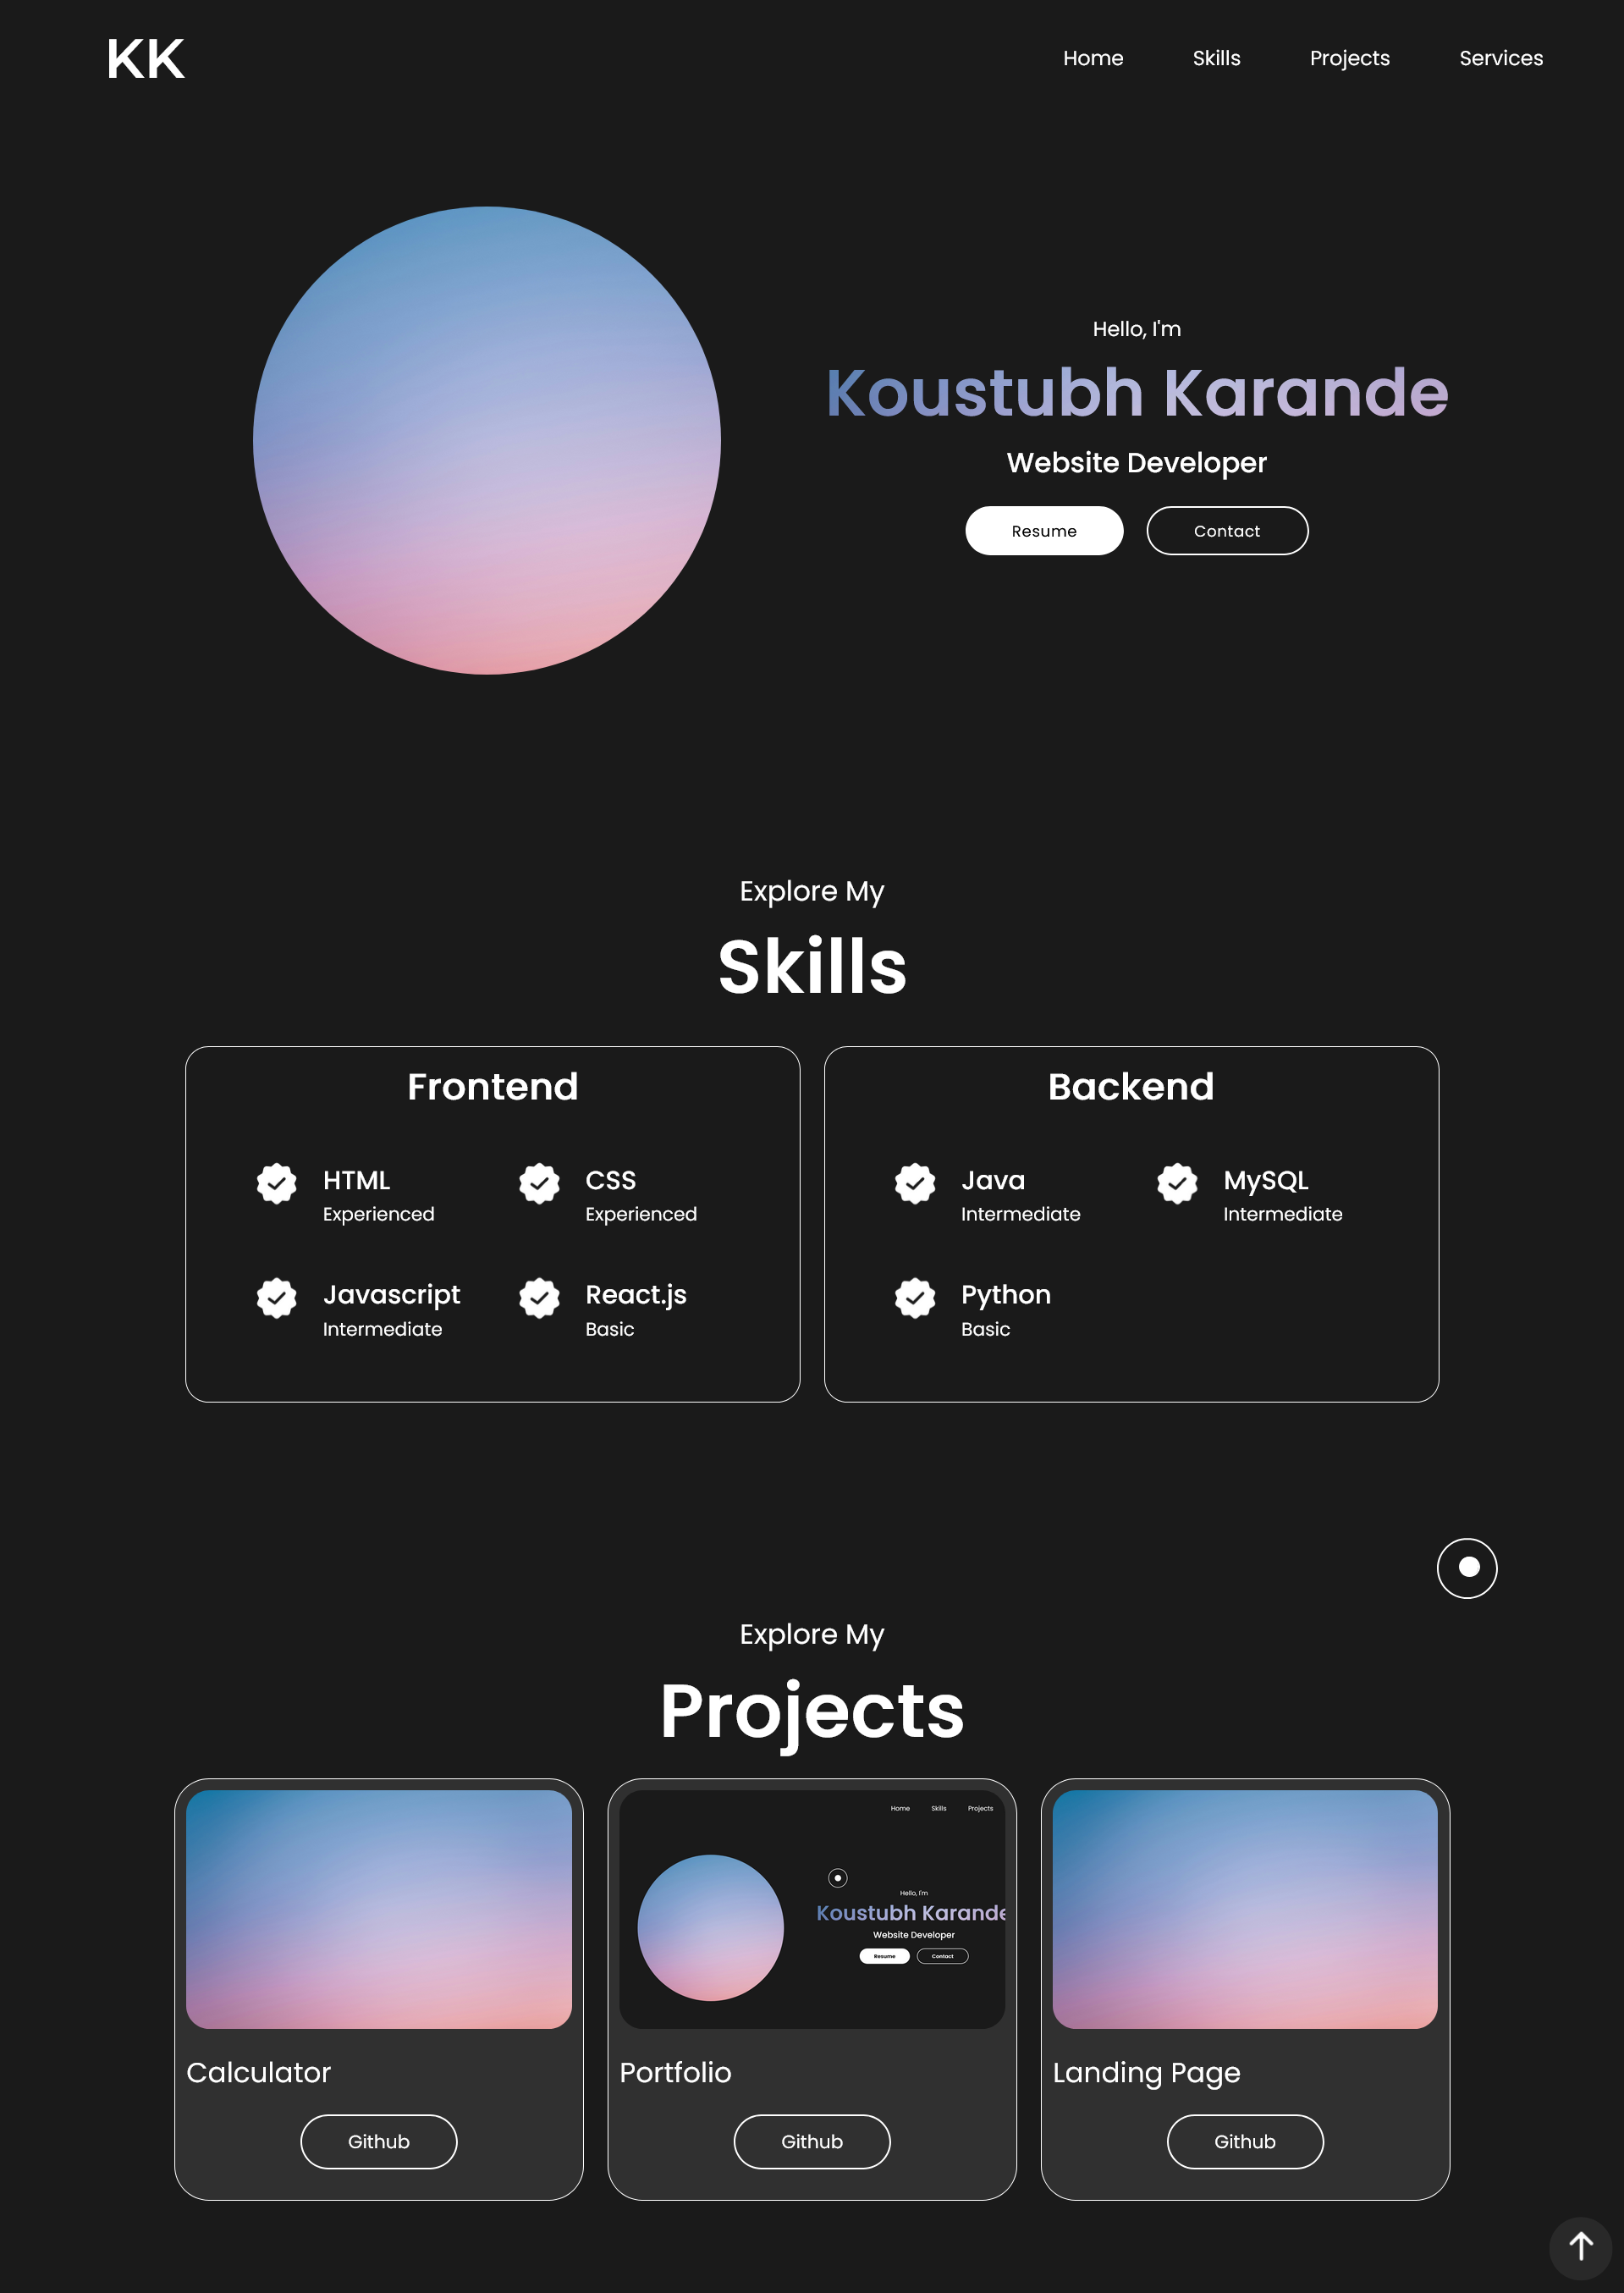 KK
Home Skills Projects Services
Hello, I'm
Koustubh Karande
Website Developer
Resume Contact
Explore My
Skills
Frontend
HTML
Experienced
CSS
Experienced
Javascript
Intermediate
React.js
Basic
Backend
Java
Intermediate
MySQL
Intermediate
Python
Basic
Explore My
Projects
Calculator
Github
Home Skills Projects
Hello, I'm
Koustubh Karande
Website Developer
Resume Contact
Portfolio
Github
Landing Page
Github